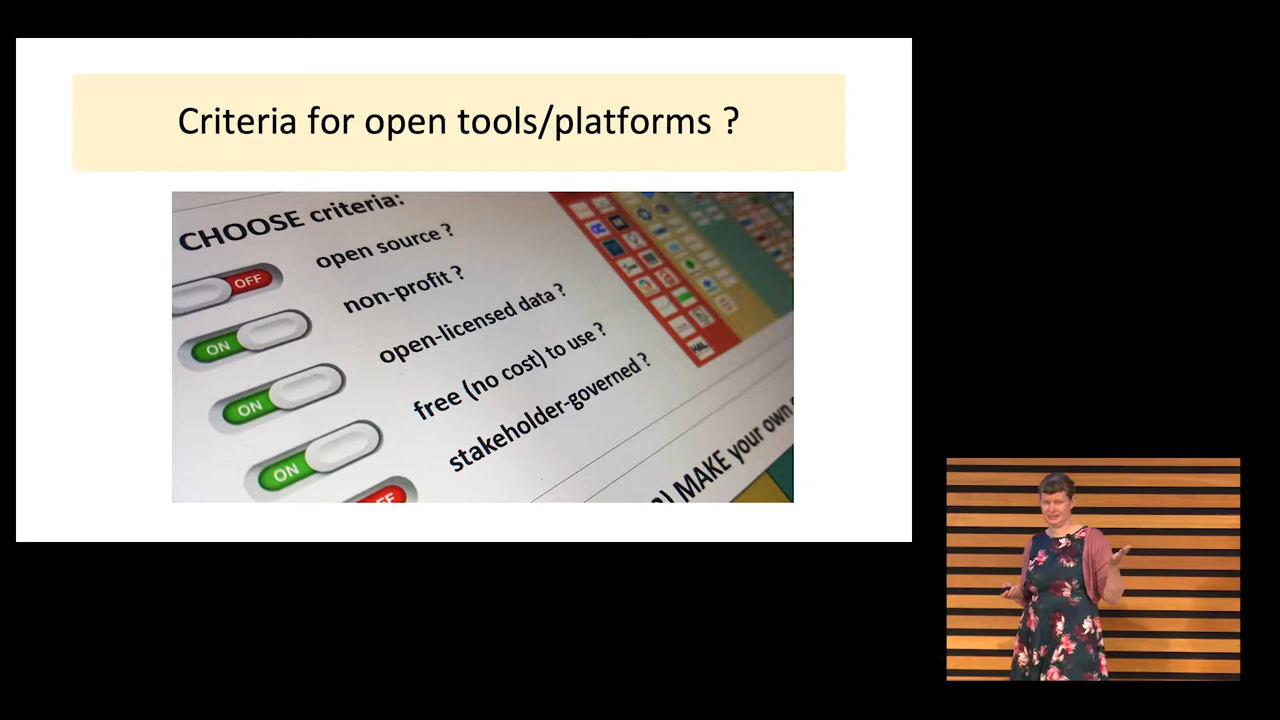 Criteria for open tools/platforms ?
CHOOSE criteria:
open source ?
OFF
non-profit ?
ON
open-licensed data ?
ON
free (no cost) to use ?
ON
stakeholder-governed ?
MAKE your own